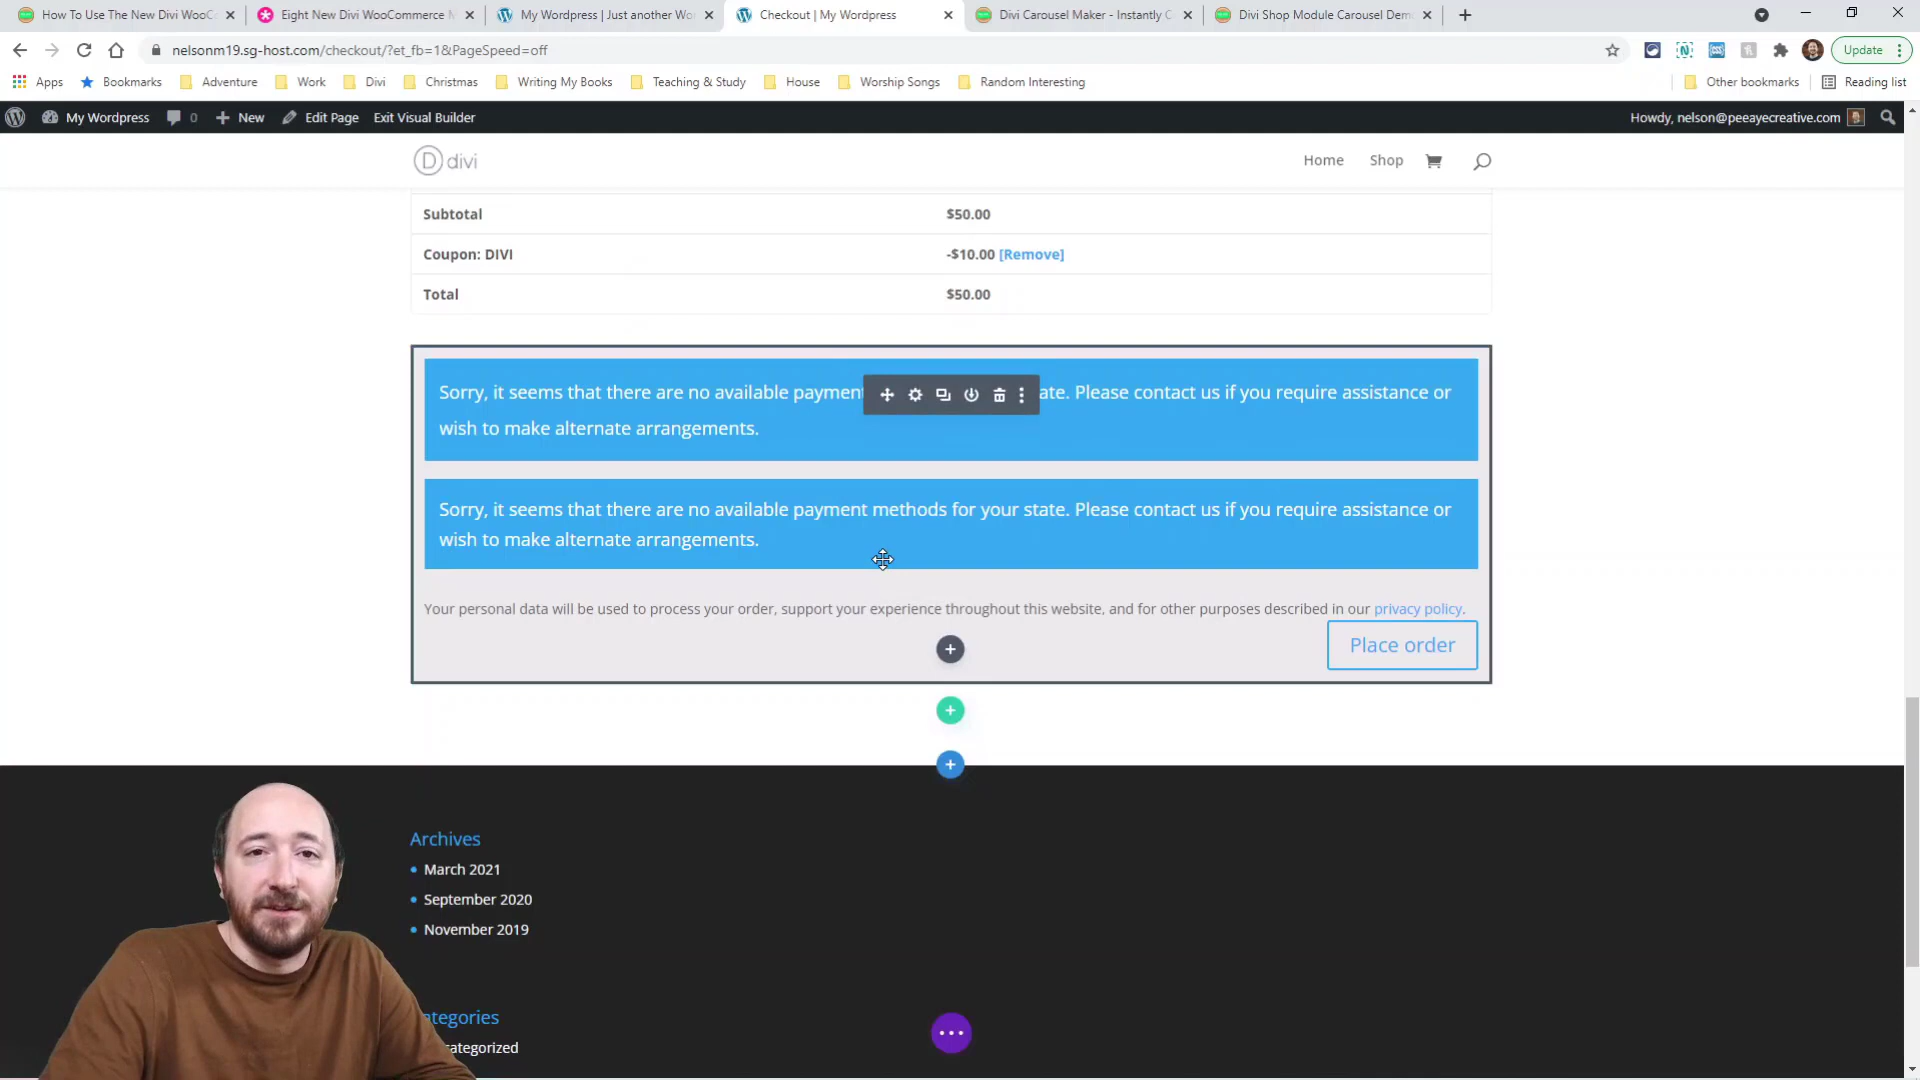 How To Use The New Divi WooC
Eight New Divi WooCommerce M
My Wordpress | Just another Wo
Checkout | My Wordpress
Divi Carousel Maker - Instantly C
Divi Shop Module Carousel Dem
nelsonm19.sg-host.com/checkout/?et_fb=1&PageSpeed=off
Update
Apps
Bookmarks
Adventure
Work
Divi
Christmas
Writing My Books
Teaching & Study
House
Worship Songs
Random Interesting
Other bookmarks
Reading list
My Wordpress
0
New
Edit Page
Exit Visual Builder
Howdy, nelson@peeayecreative.com
D divi
Home
Shop
Subtotal $50.00
Coupon: DIVI -$10.00 [Remove]
Total $50.00
Sorry, it seems that there are no available payment ate. Please contact us if you require assistance or
wish to make alternate arrangements.
Sorry, it seems that there are no available payment methods for your state. Please contact us if you require assistance or
wish to make alternate arrangements.
Your personal data will be used to process your order, support your experience throughout this website, and for other purposes described in our privacy policy.
Place order
Archives
March 2021
September 2020
November 2019
ategories
categorized